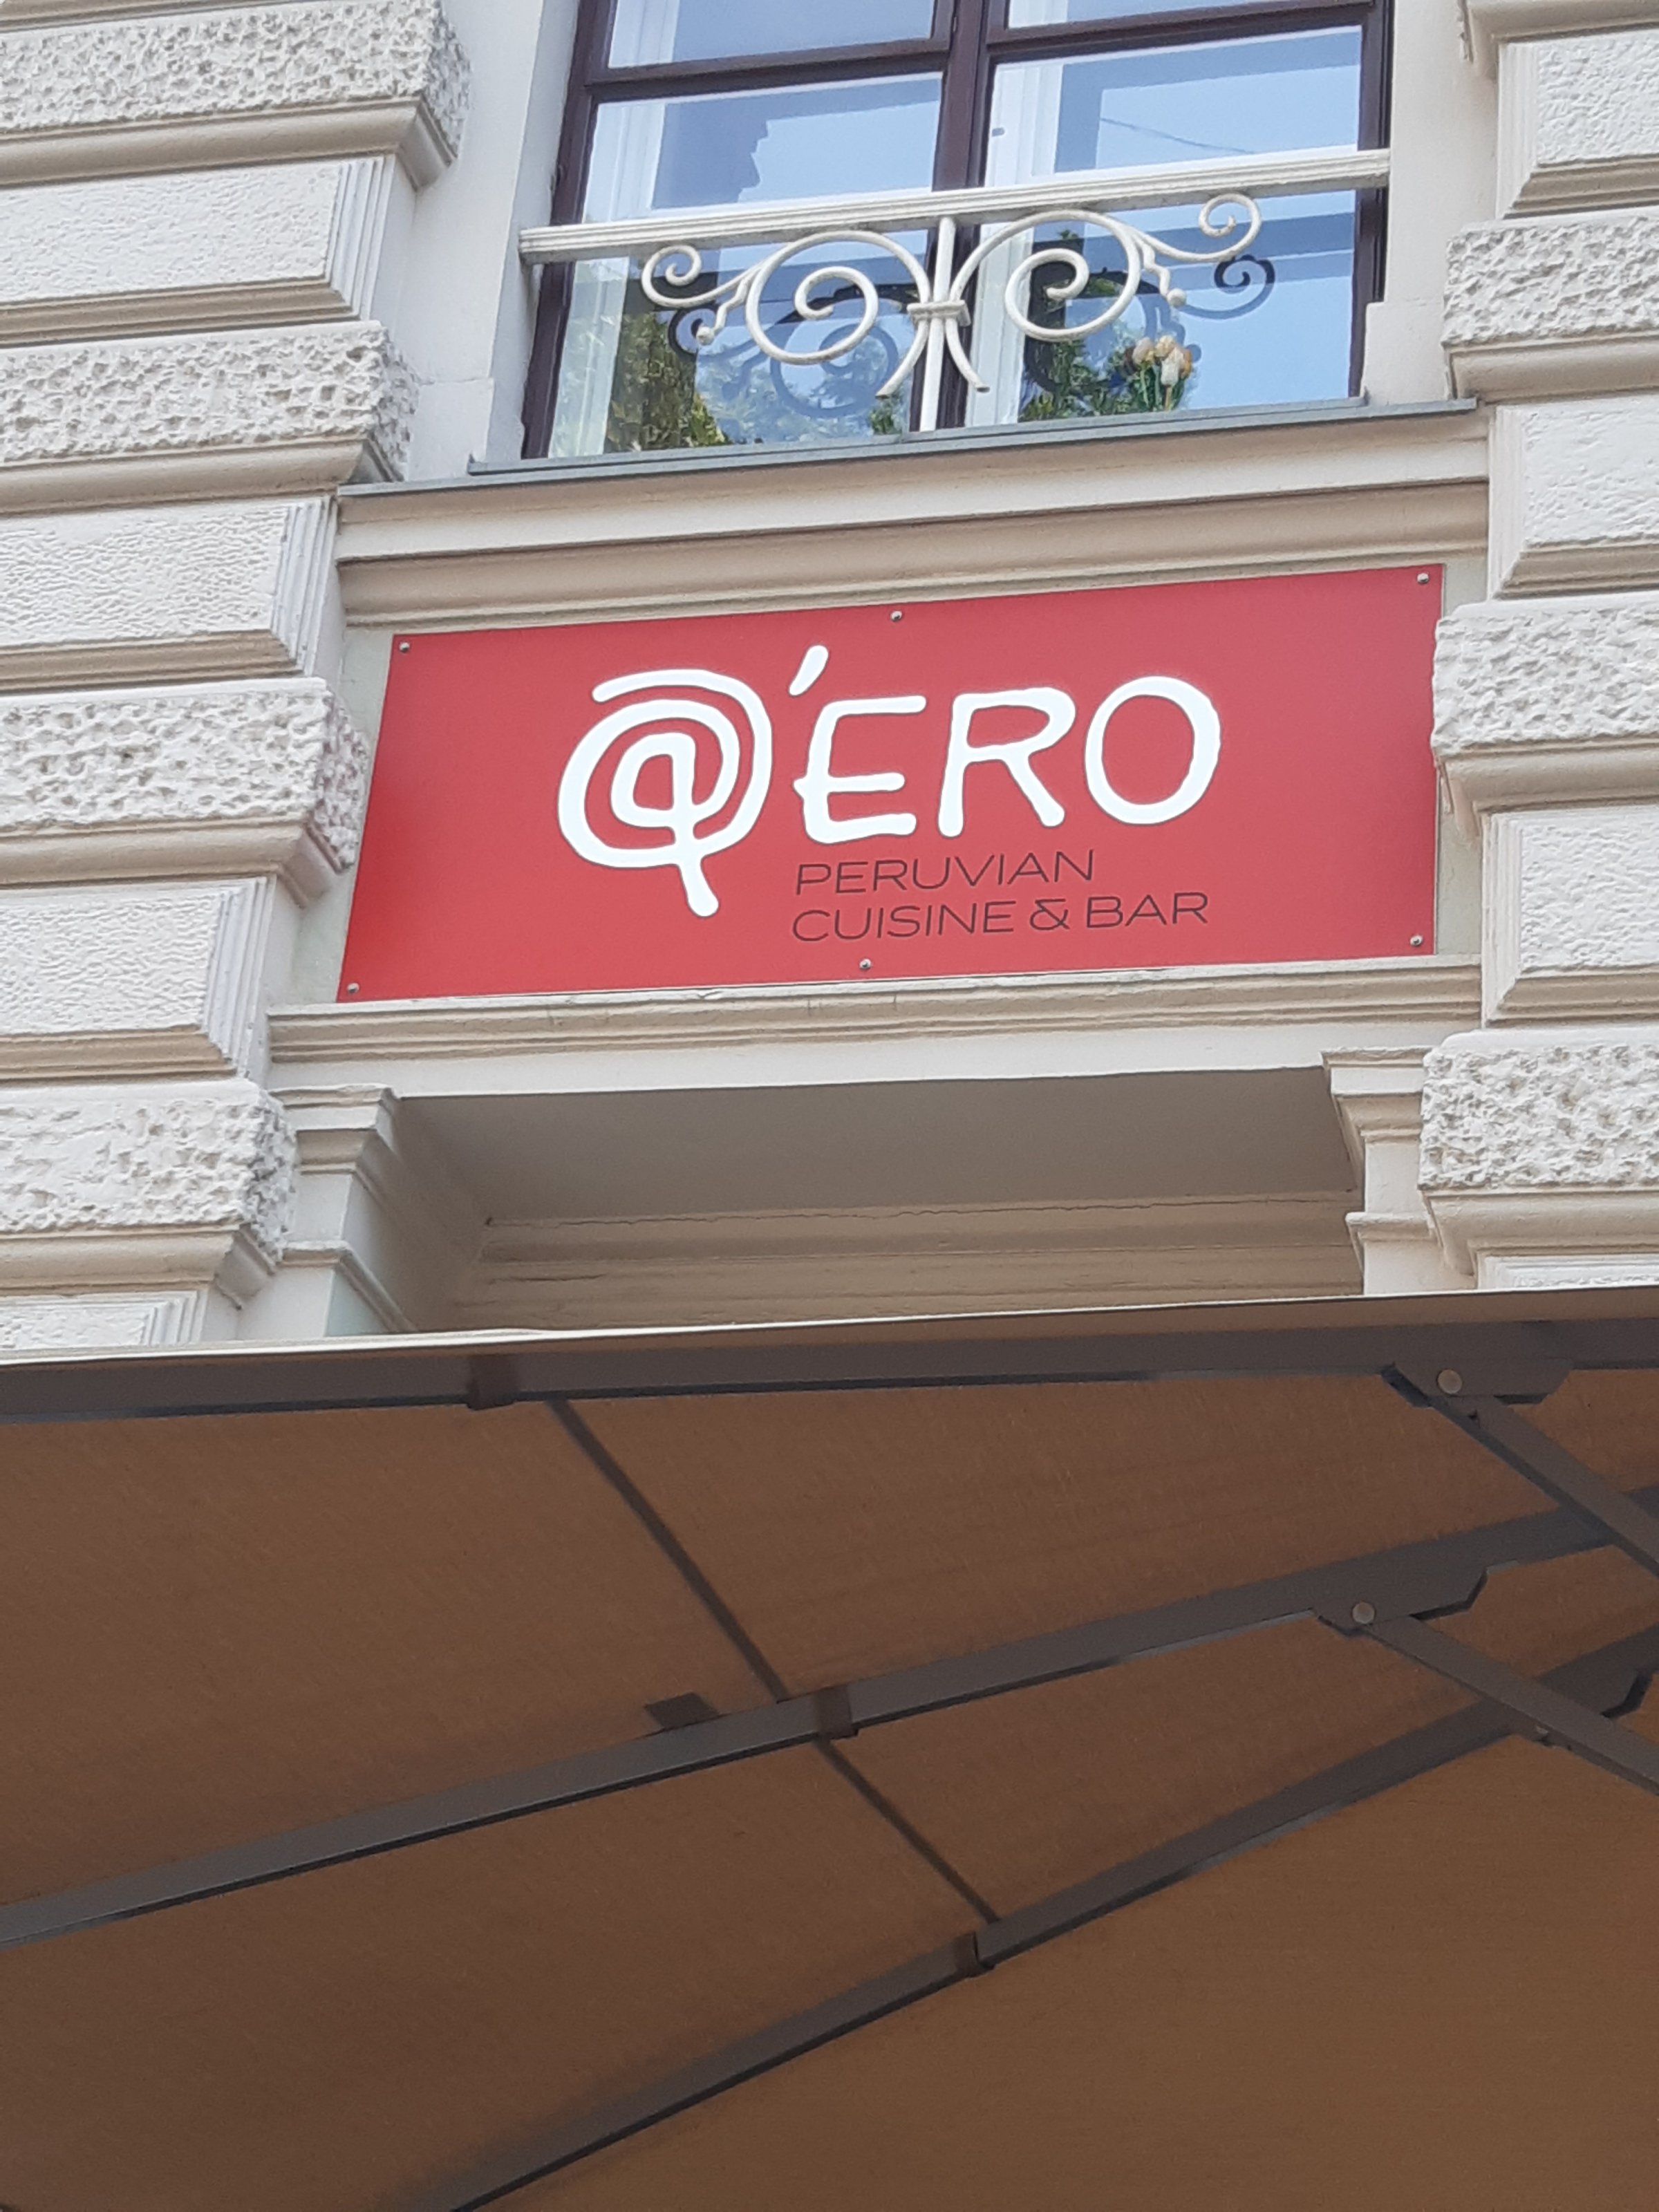 Q'ERO
PERUVIAN
CUISINE & BAR